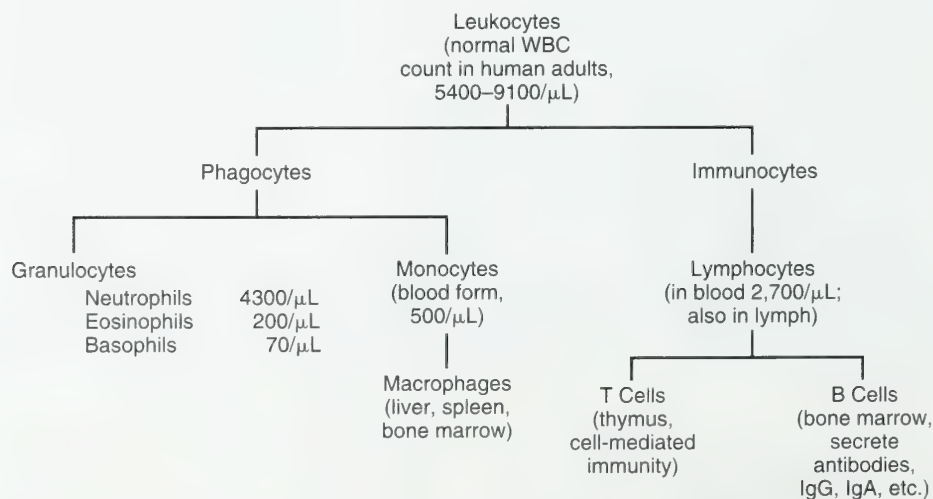 Leukocytes
(normal WBC
count in human adults,
5400–9100/μL)
Phagocytes
Immunocytes
Granulocytes
Neutrophils 4300/μL
Eosinophils 200/μL
Basophils 70/μL
Monocytes
(blood form,
500/μL)
Macrophages
(liver, spleen,
bone marrow)
Lymphocytes
(in blood 2,700/μL;
also in lymph)
T Cells
(thymus,
cell-mediated
immunity)
B Cells
(bone marrow,
secrete
antibodies,
IgG, IgA, etc.)